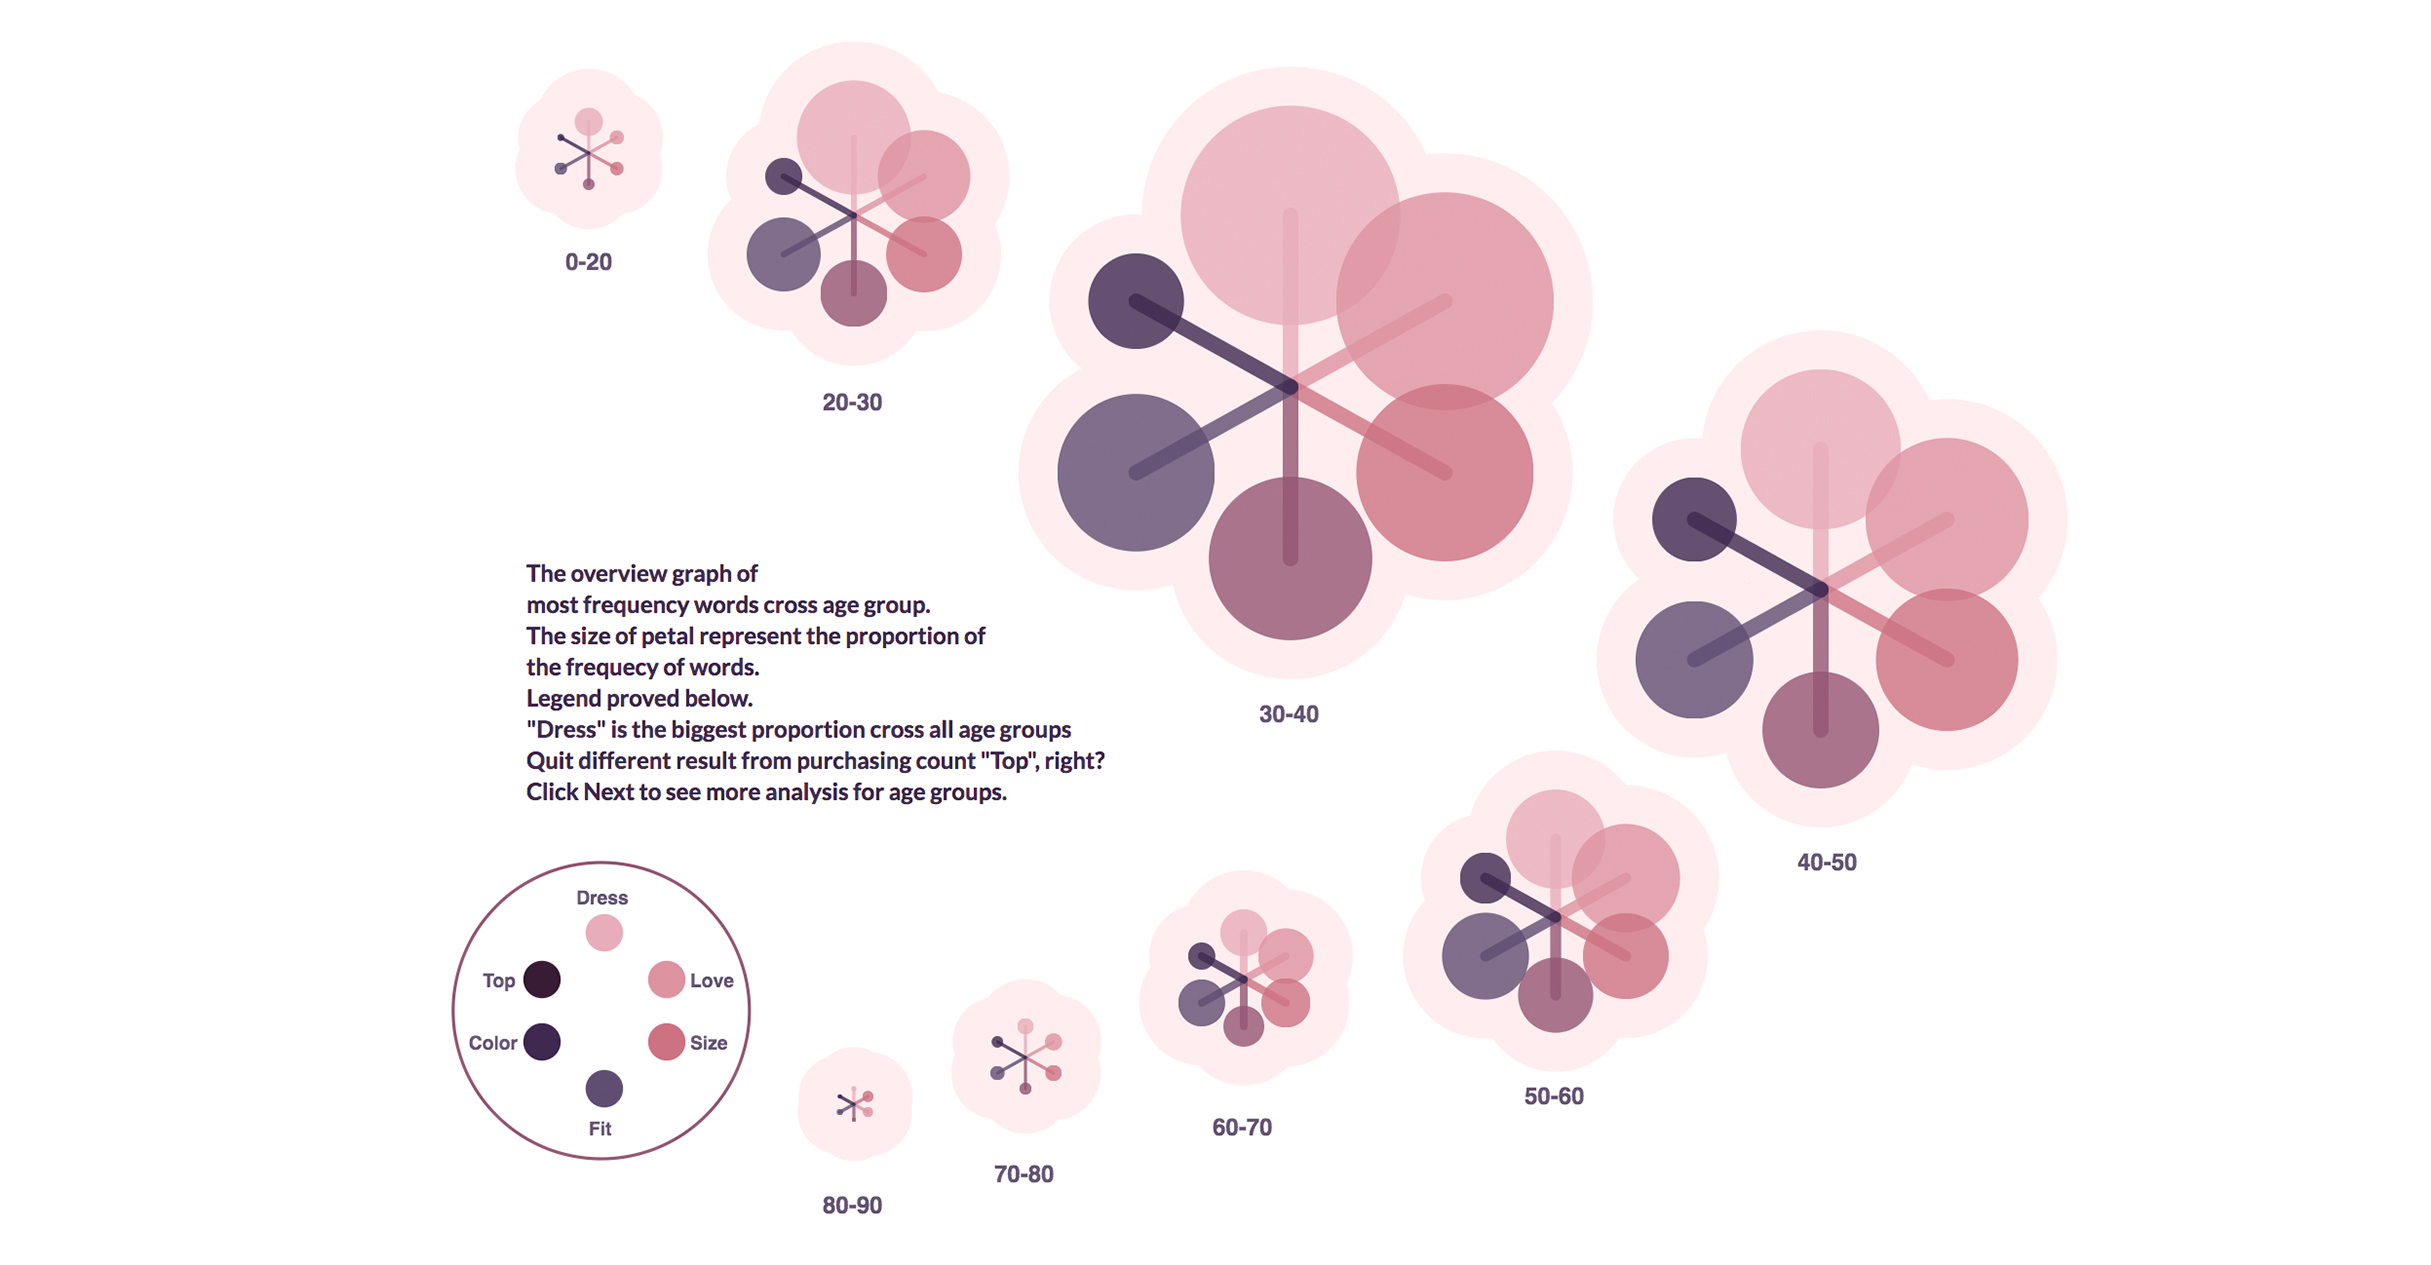 0-20
20-30
30-40
40-50
The overview graph of
most frequency words cross age group.
The size of petal represent the proportion of
the frequecy of words.
Legend proved below.
"Dress" is the biggest proportion cross all age groups
Quit different result from purchasing count "Top", right?
Click Next to see more analysis for age groups.
Dress
Top
Love
Color
Size
Fit
50-60
60-70
70-80
80-90